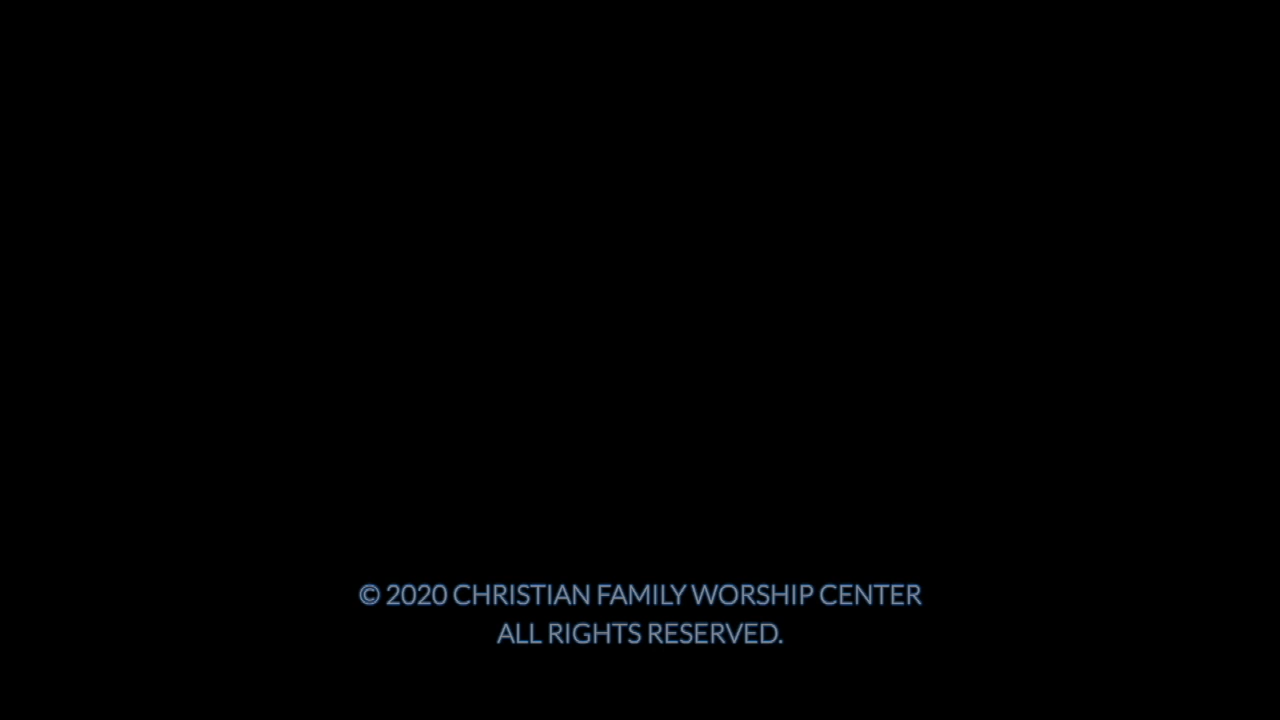 © 2020 CHRISTIAN FAMILY WORSHIP CENTER
ALL RIGHTS RESERVED.